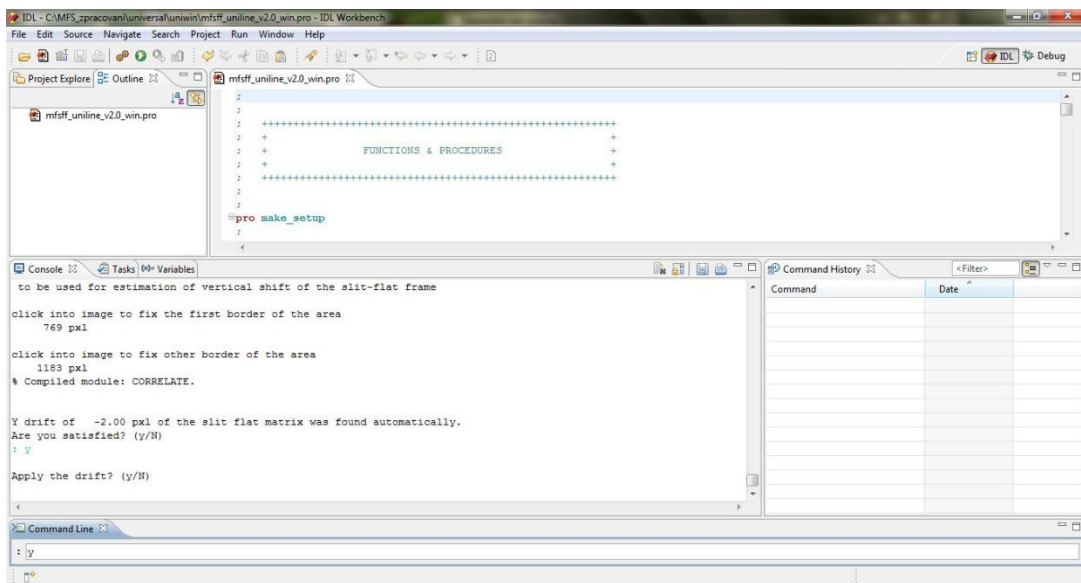 IDL - C:\MFS_zpracovani\universal\uniwin\mfsff_uniline_v2.0_win.pro - IDL Workbench
File Edit Source Navigate Search Project Run Window Help
IDL Debug
Project Explore Outline mfsff_uniline_v2.0_win.pro
mfsff_uniline_v2.0_win.pro
;
;
; ++++++++++++++++++++++++++++++++++++++++++++++++++++++++
; + +
; + FUNCTIONS & PROCEDURES +
; + +
; ++++++++++++++++++++++++++++++++++++++++++++++++++++++++
;
;
pro make_setup
;
Console Tasks Variables
to be used for estimation of vertical shift of the slit-flat frame
click into image to fix the first border of the area
769 pxl
click into image to fix other border of the area
1183 pxl
% Compiled module: CORRELATE.
Y drift of -2.00 pxl of the slit flat matrix was found automatically.
Are you satisfied? (y/N)
: y
Apply the drift? (y/N)
Command History <Filter>
Command Date
Command Line
: y